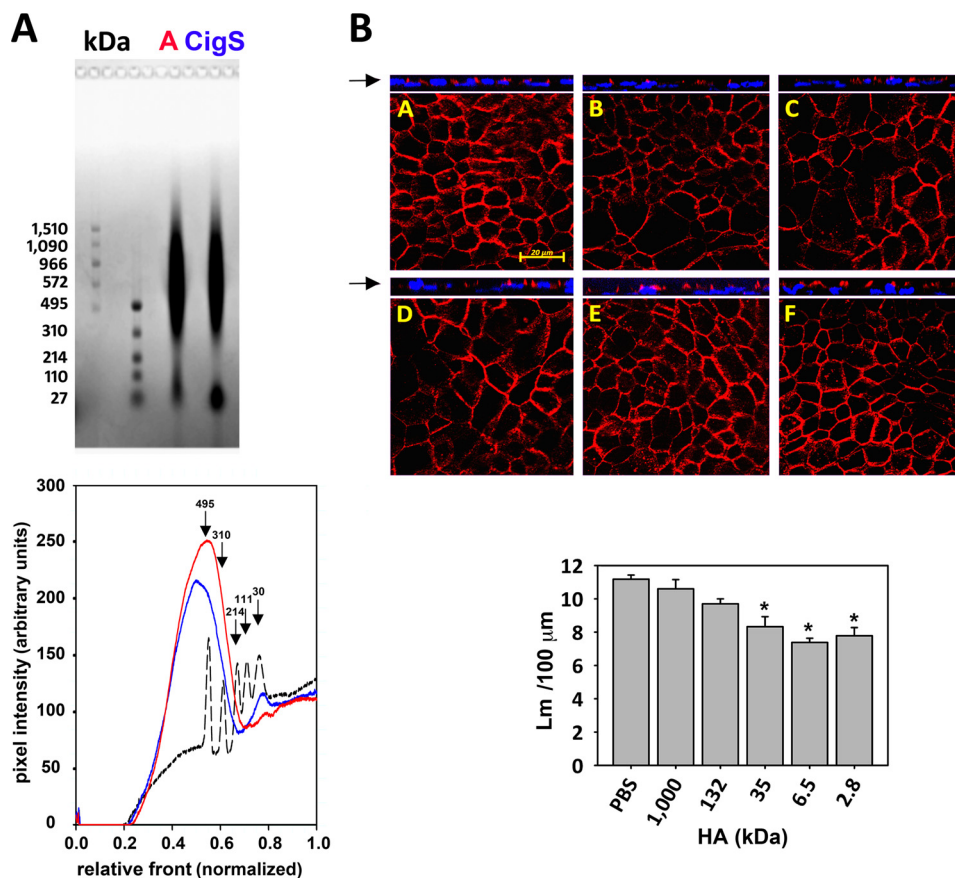 A
kDa A CigS
1,510
1,090
966
572
495
310
214
110
27
300
250
200
150
100
50
0
pixel intensity (arbitrary units)
495
310
214
111
30
0.0 0.2 0.4 0.6 0.8 1.0
relative front (normalized)
B
A B C
20 μm
D E F
12
10
8
6
4
2
0
Lm /100 μm
* * *
PBS 1,000 132 35 6.5 2.8
HA (kDa)